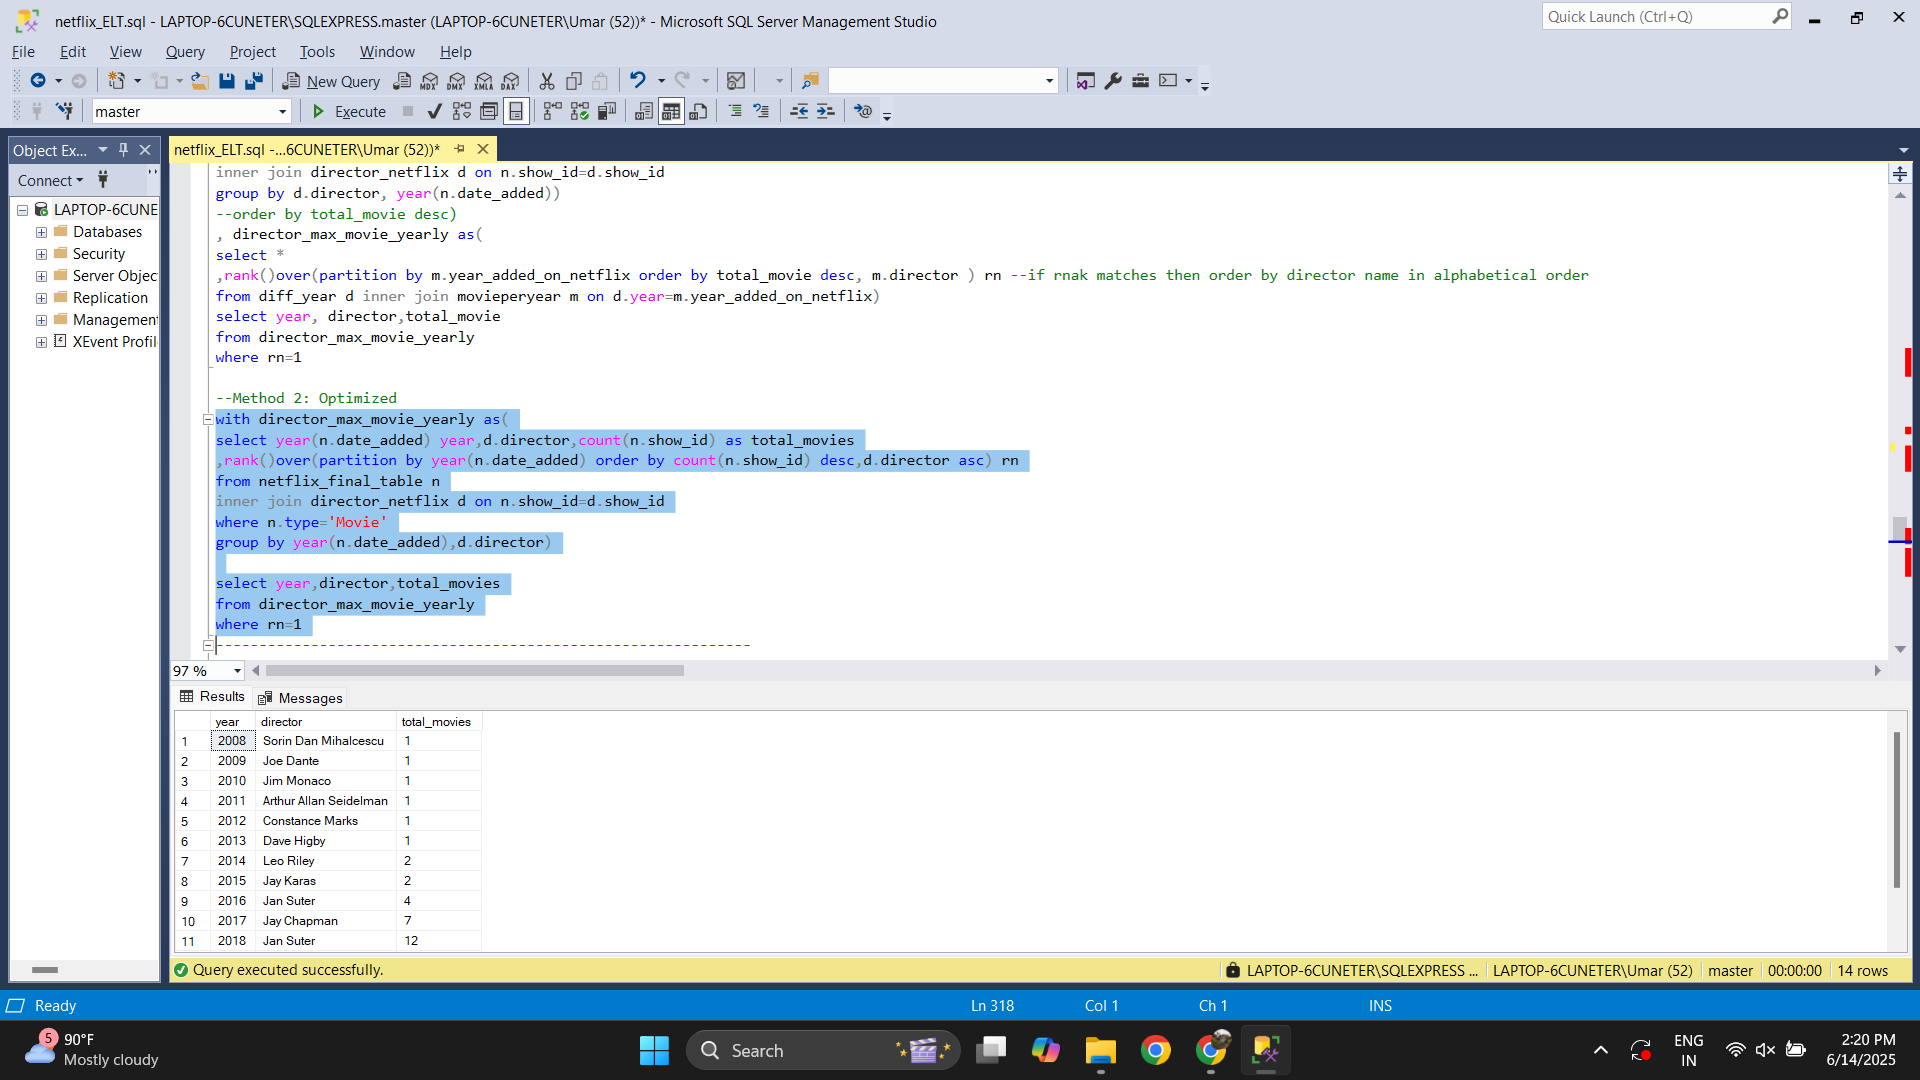 netflix_ELT.sql - LAPTOP-6CUNETER\SQLEXPRESS.master (LAPTOP-6CUNETER\Umar (52))* - Microsoft SQL Server Management Studio
Quick Launch (Ctrl+Q)
File Edit View Query Project Tools Window Help
New Query
MDX DMX XMLA DAX
master
Execute
Object Ex...
netflix_ELT.sql -...6CUNETER\Umar (52))*
Connect
LAPTOP-6CUNE
Databases
Security
Server Objec
Replication
Management
XEvent Profil
inner join director_netflix d on n.show_id=d.show_id
group by d.director, year(n.date_added))
--order by total_movie desc)
, director_max_movie_yearly as(
select *
,rank()over(partition by m.year_added_on_netflix order by total_movie desc, m.director ) rn --if rnak matches then order by director name in alphabetical order
from diff_year d inner join movieperyear m on d.year=m.year_added_on_netflix)
select year, director,total_movie
from director_max_movie_yearly
where rn=1
--Method 2: Optimized
with director_max_movie_yearly as(
select year(n.date_added) year,d.director,count(n.show_id) as total_movies
,rank()over(partition by year(n.date_added) order by count(n.show_id) desc,d.director asc) rn
from netflix_final_table n
inner join director_netflix d on n.show_id=d.show_id
where n.type='Movie'
group by year(n.date_added),d.director)
select year,director,total_movies
from director_max_movie_yearly
where rn=1
--------------------------------------------------------------
97 %
Results Messages
year director total_movies
1 2008 Sorin Dan Mihalcescu 1
2 2009 Joe Dante 1
3 2010 Jim Monaco 1
4 2011 Arthur Allan Seidelman 1
5 2012 Constance Marks 1
6 2013 Dave Higby 1
7 2014 Leo Riley 2
8 2015 Jay Karas 2
9 2016 Jan Suter 4
10 2017 Jay Chapman 7
11 2018 Jan Suter 12
Query executed successfully.
LAPTOP-6CUNETER\SQLEXPRESS ... LAPTOP-6CUNETER\Umar (52) master 00:00:00 14 rows
Ready
Ln 318 Col 1 Ch 1 INS
5
90°F
Mostly cloudy
Search
ENG
IN
2:20 PM
6/14/2025